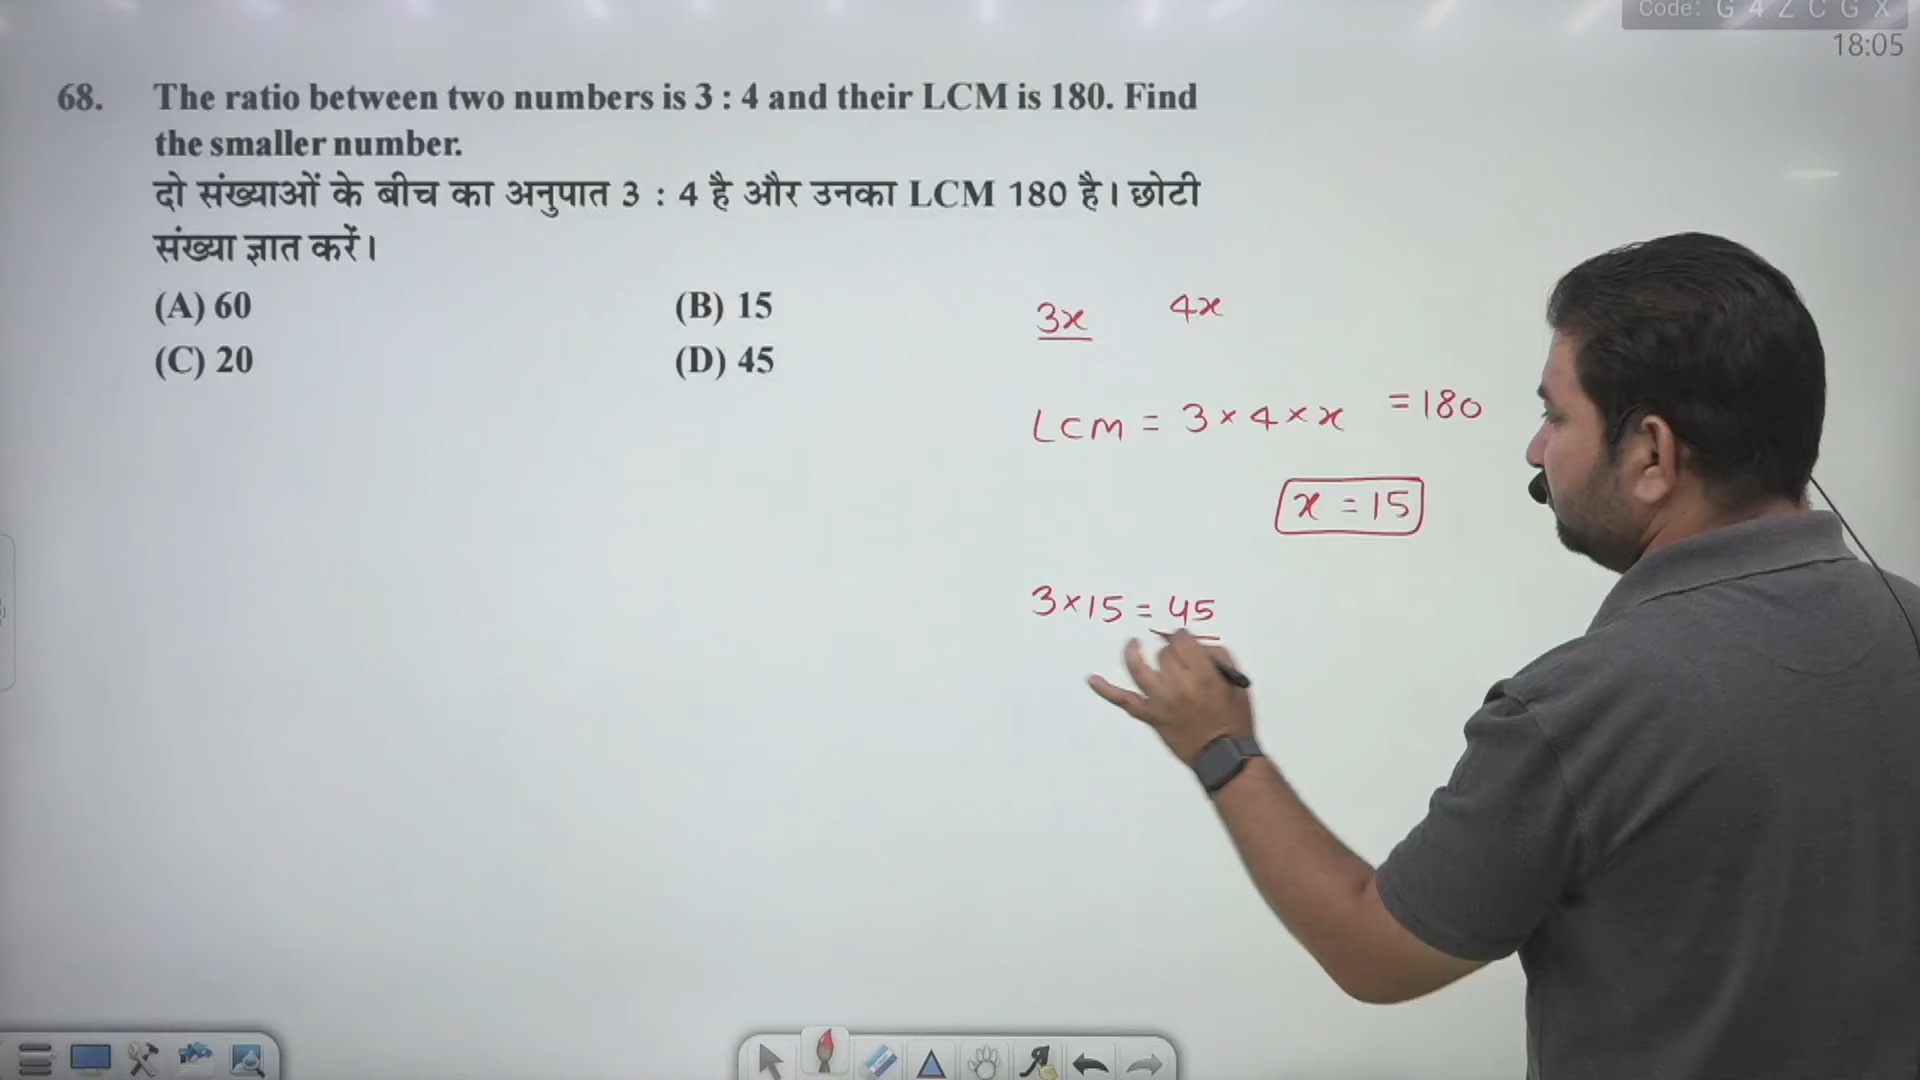 Code: G 4 Z C G X
18:05
68. The ratio between two numbers is 3 : 4 and their LCM is 180. Find
the smaller number.
दो संख्याओं के बीच का अनुपात 3 : 4 है और उनका LCM 180 है। छोटी
संख्या ज्ञात करें।
(A) 60 (B) 15
(C) 20 (D) 45
3x 4x
LCM = 3 × 4 × x = 180
x = 15
3 × 15 = 45